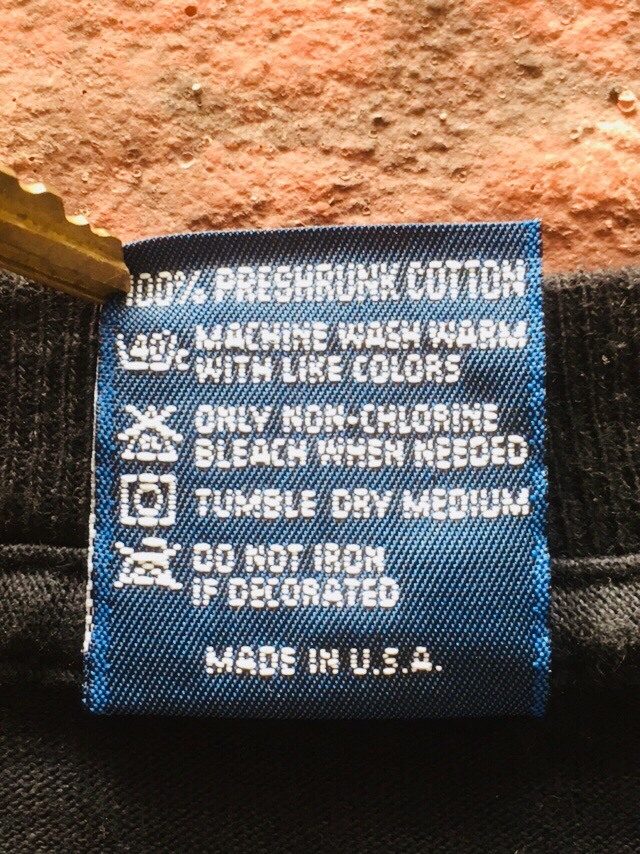 100% PRESHRUNK COTTON
40°c MACHINE WASH WARM
WITH LIKE COLORS
ONLY NON-CHLORINE
BLEACH WHEN NEEDED
TUMBLE DRY MEDIUM
DO NOT IRON
IF DECORATED
MADE IN U.S.A.